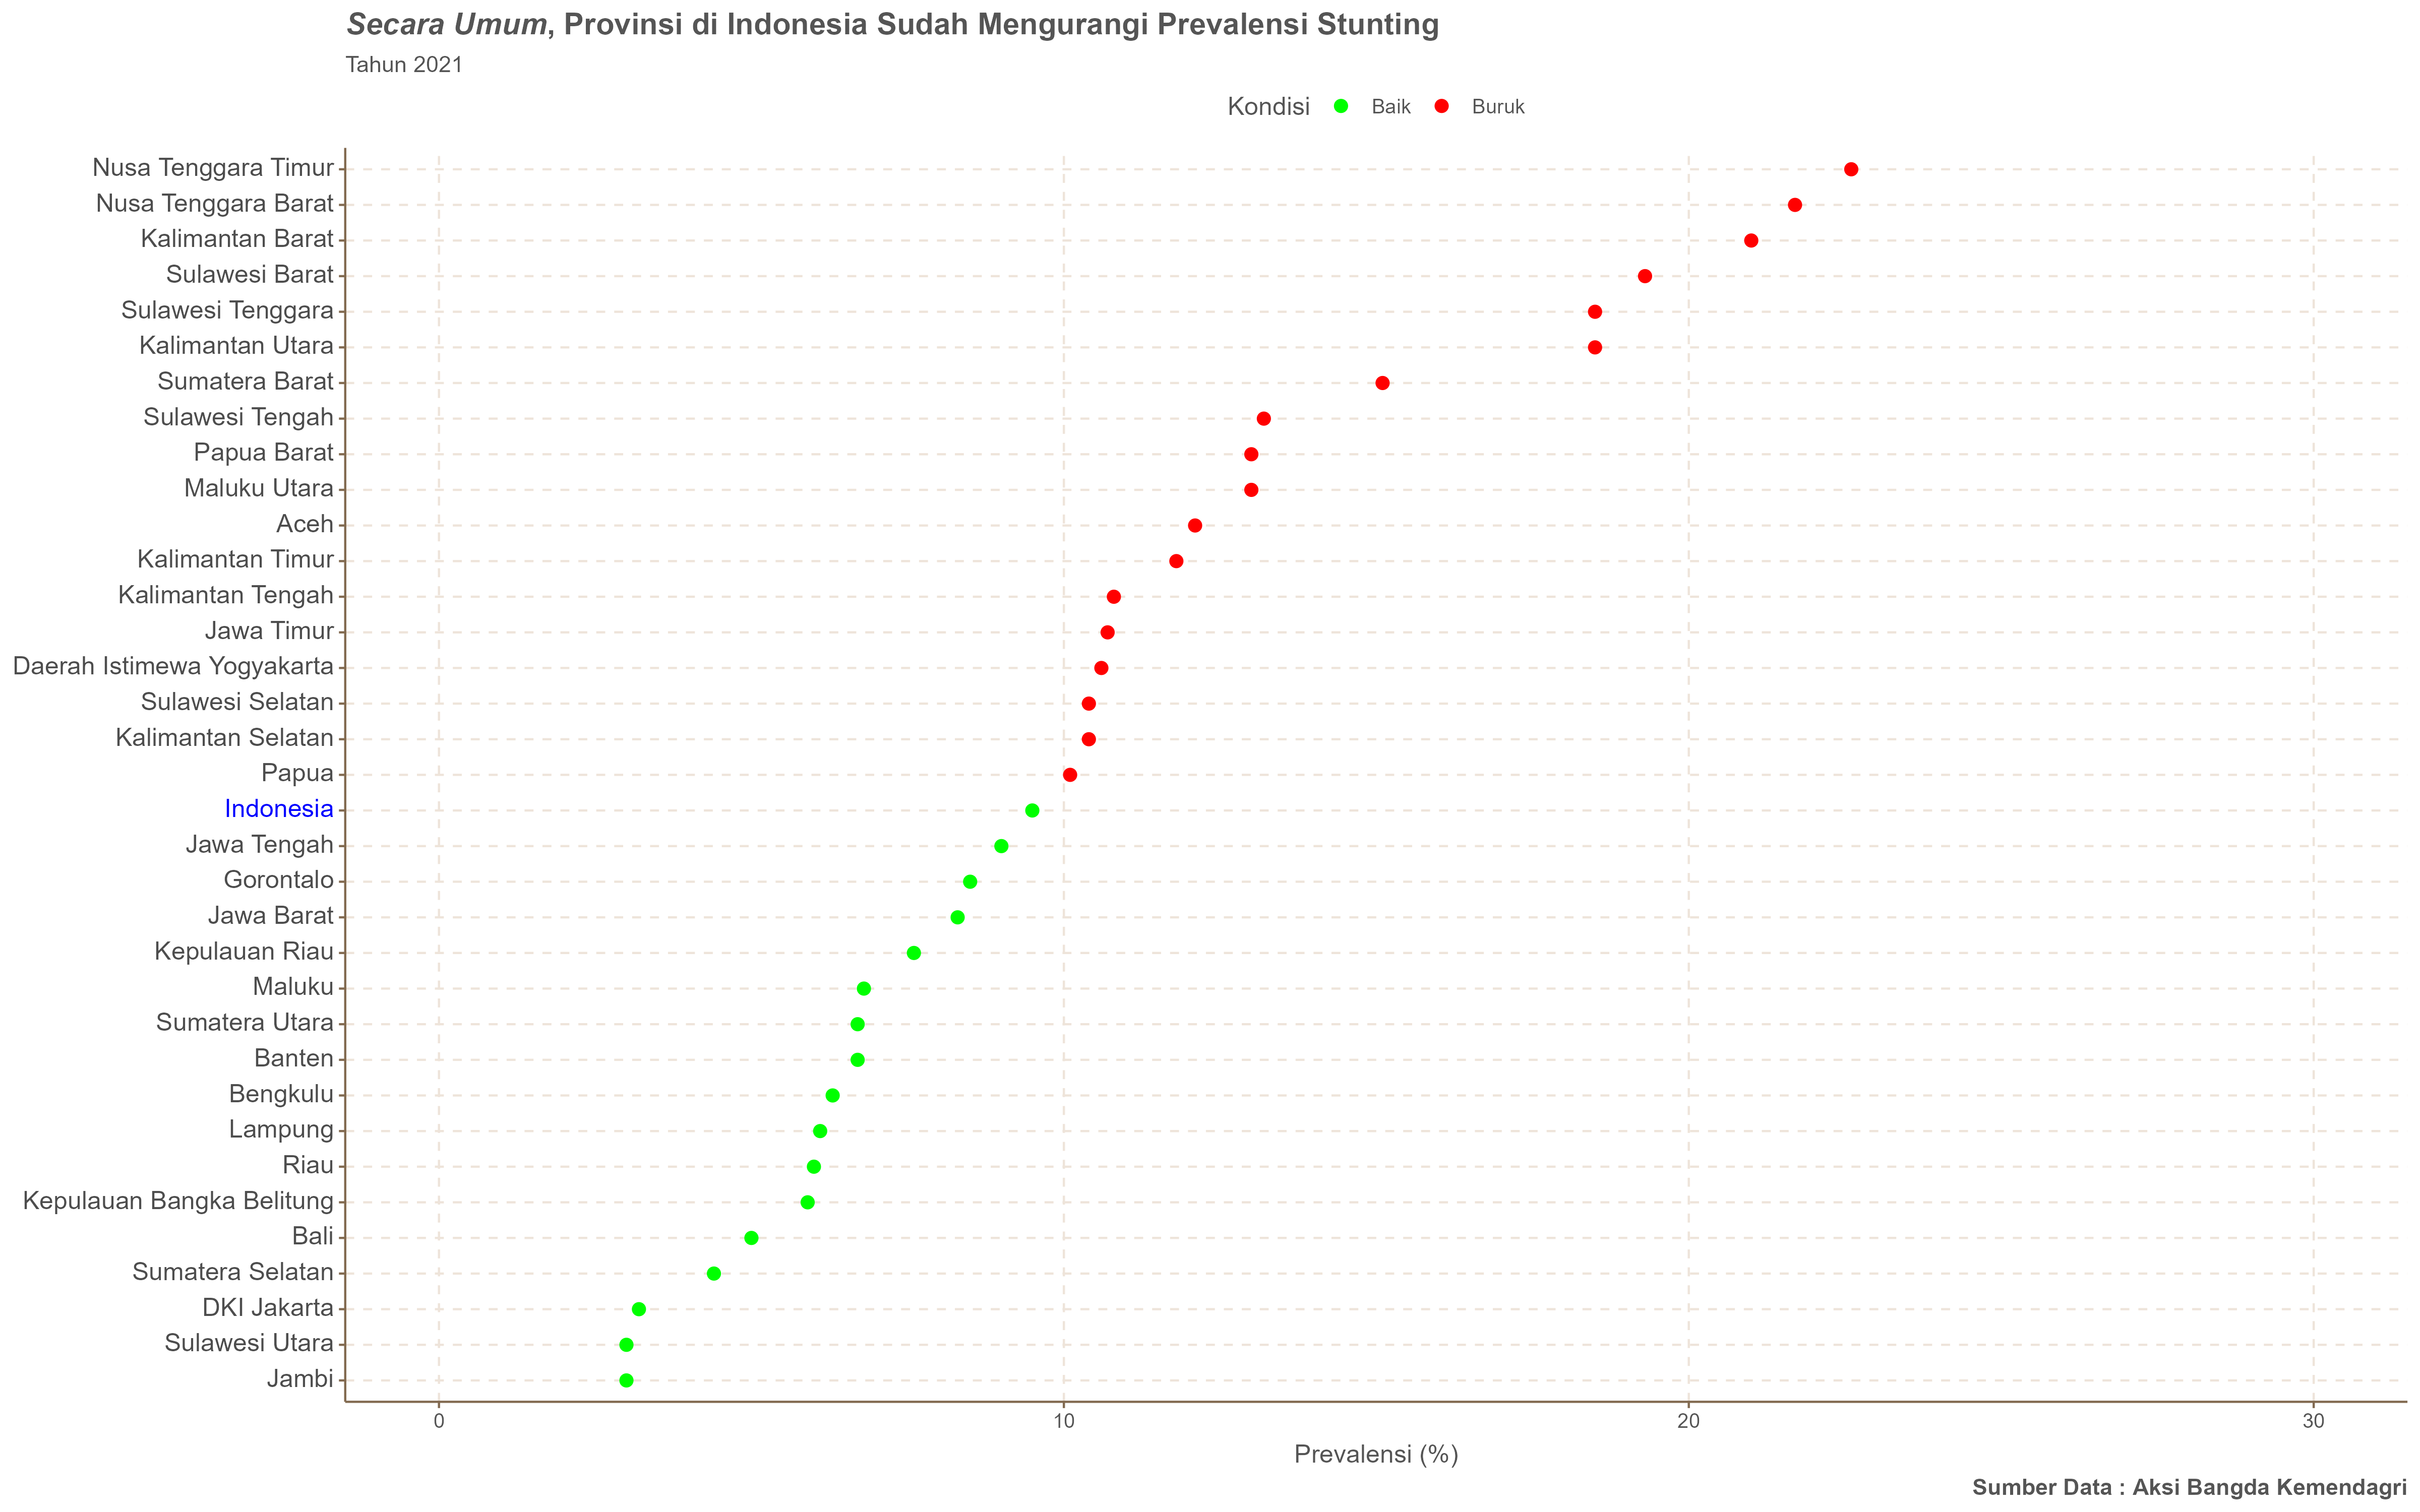 Secara Umum, Provinsi di Indonesia Sudah Mengurangi Prevalensi Stunting
Tahun 2021
Kondisi Baik Buruk
Nusa Tenggara Timur
Nusa Tenggara Barat
Kalimantan Barat
Sulawesi Barat
Sulawesi Tenggara
Kalimantan Utara
Sumatera Barat
Sulawesi Tengah
Papua Barat
Maluku Utara
Aceh
Kalimantan Timur
Kalimantan Tengah
Jawa Timur
Daerah Istimewa Yogyakarta
Sulawesi Selatan
Kalimantan Selatan
Papua
Indonesia
Jawa Tengah
Gorontalo
Jawa Barat
Kepulauan Riau
Maluku
Sumatera Utara
Banten
Bengkulu
Lampung
Riau
Kepulauan Bangka Belitung
Bali
Sumatera Selatan
DKI Jakarta
Sulawesi Utara
Jambi
0 10 20 30
Prevalensi (%)
Sumber Data : Aksi Bangda Kemendagri